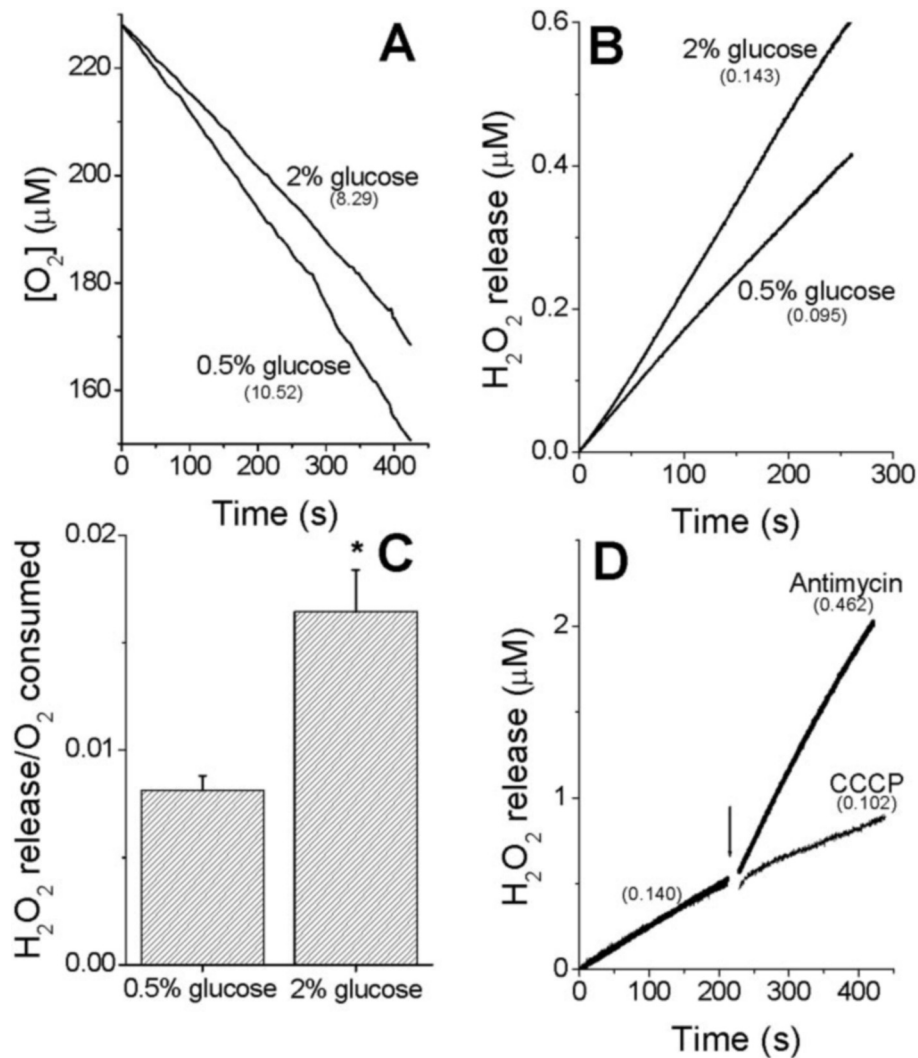 A
220
200
180
160
[O₂] (μM)
2% glucose
(8.29)
0.5% glucose
(10.52)
0 100 200 300 400
Time (s)
B
0.6
0.4
0.2
0.0
H₂O₂ release (μM)
2% glucose
(0.143)
0.5% glucose
(0.095)
0 100 200 300
Time (s)
C
0.02
0.01
0.00
H₂O₂ release/O₂ consumed
*
0.5% glucose 2% glucose
D
2
1
0
H₂O₂ release (μM)
Antimycin
(0.462)
CCCP
(0.102)
(0.140)
0 100 200 300 400
Time (s)